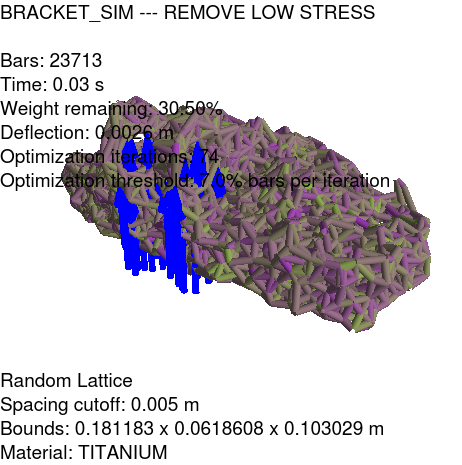 BRACKET_SIM --- REMOVE LOW STRESS
Bars: 23713
Time: 0.03 s
Weight remaining: 30.50%
Deflection: 0.0026 m
Optimization iterations: 74
Optimization threshold: 7.0% bars per iteration
Random Lattice
Spacing cutoff: 0.005 m
Bounds: 0.181183 x 0.0618608 x 0.103029 m
Material: TITANIUM